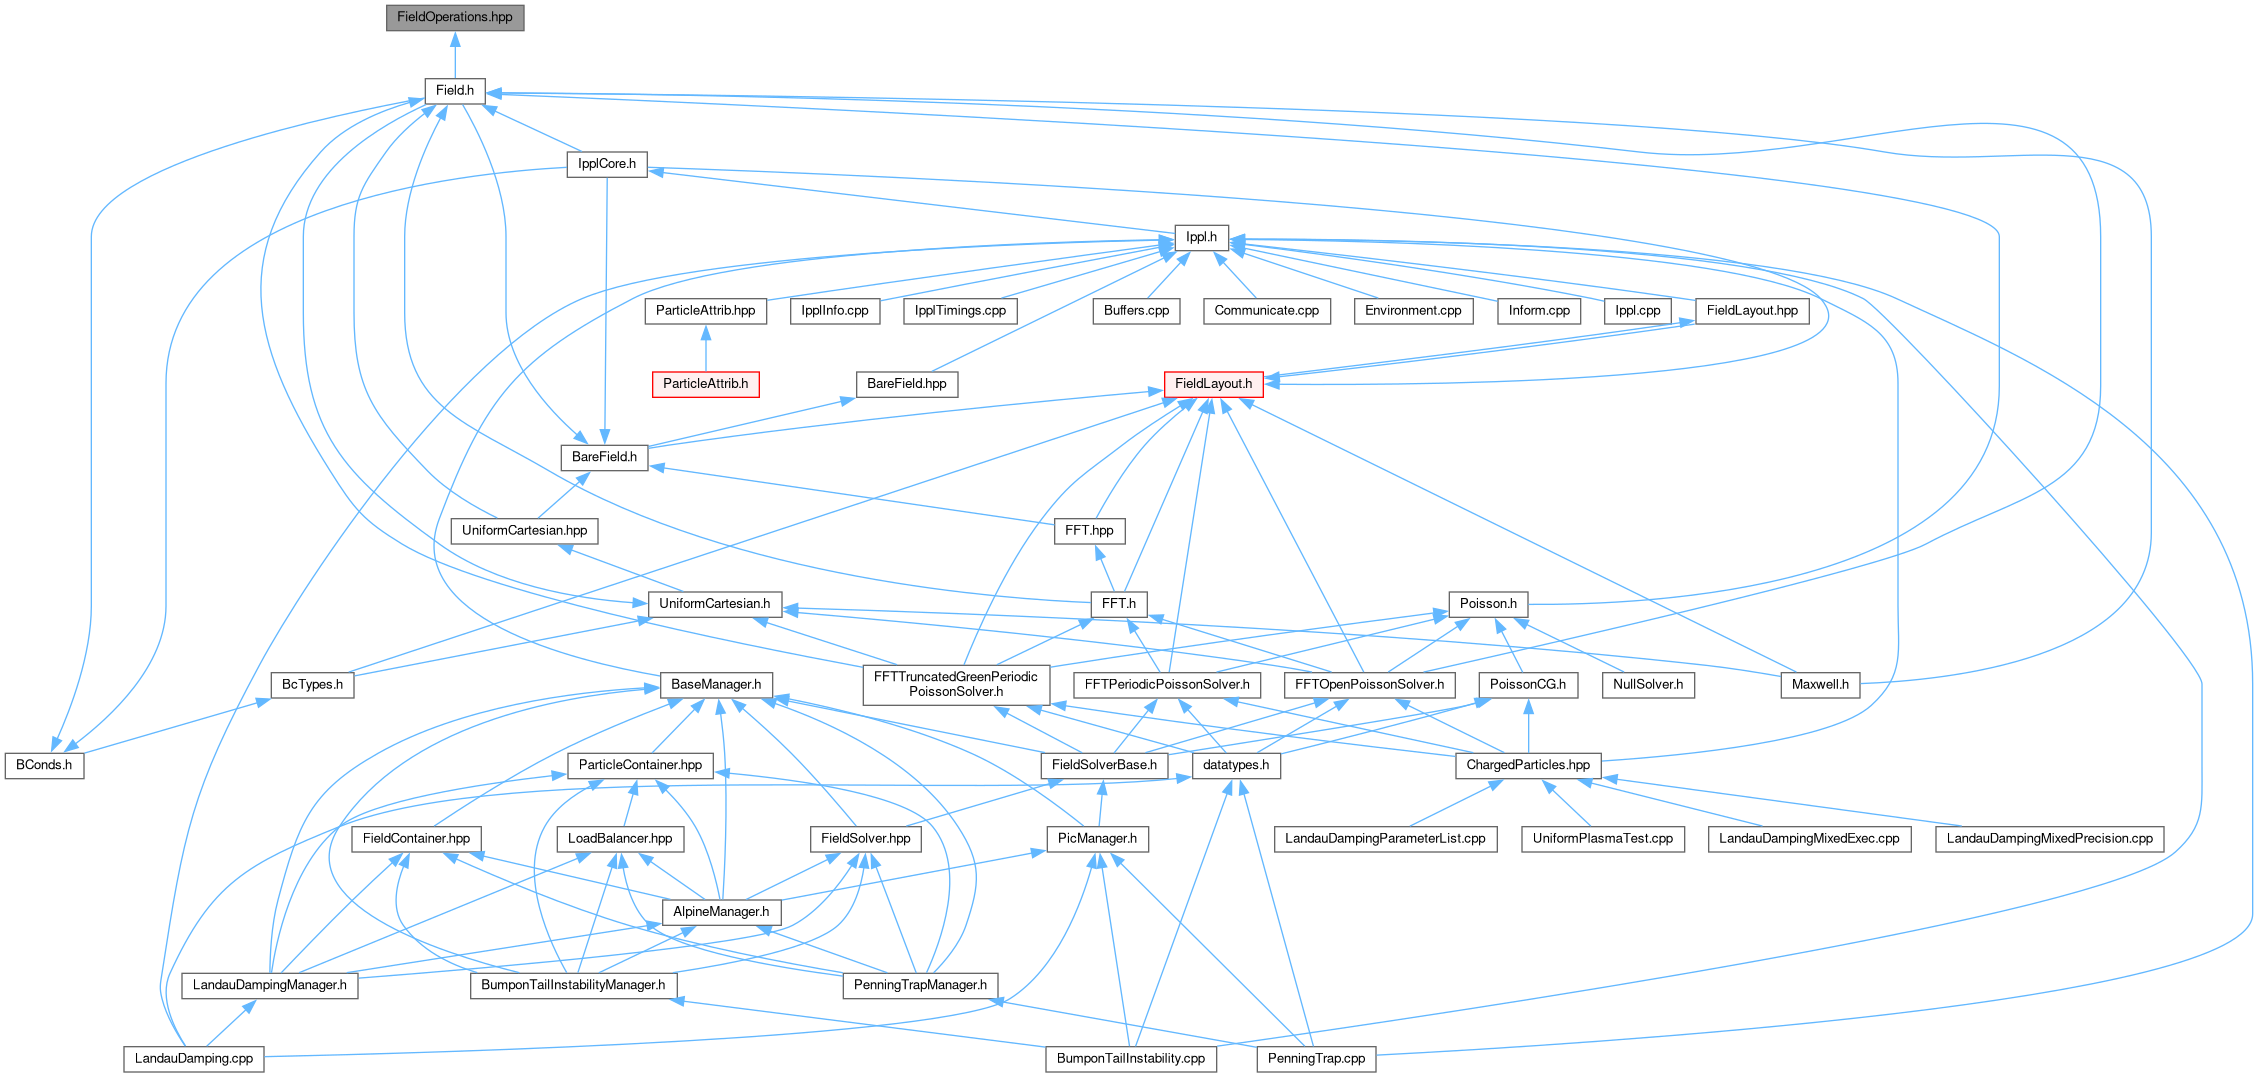 FieldOperations.hpp
Field.h
IpplCore.h
Ippl.h
ParticleAttrib.hpp
IpplInfo.cpp
IpplTimings.cpp
Buffers.cpp
Communicate.cpp
Environment.cpp
Inform.cpp
Ippl.cpp
FieldLayout.hpp
ParticleAttrib.h
BareField.hpp
FieldLayout.h
BareField.h
UniformCartesian.hpp
FFT.hpp
UniformCartesian.h
FFT.h
Poisson.h
BcTypes.h
BaseManager.h
FFTTruncatedGreenPeriodic
PoissonSolver.h
FFTPeriodicPoissonSolver.h
FFTOpenPoissonSolver.h
PoissonCG.h
NullSolver.h
Maxwell.h
BConds.h
ParticleContainer.hpp
FieldSolverBase.h
datatypes.h
ChargedParticles.hpp
FieldContainer.hpp
LoadBalancer.hpp
FieldSolver.hpp
PicManager.h
LandauDampingParameterList.cpp
UniformPlasmaTest.cpp
LandauDampingMixedExec.cpp
LandauDampingMixedPrecision.cpp
AlpineManager.h
LandauDampingManager.h
BumponTailInstabilityManager.h
PenningTrapManager.h
LandauDamping.cpp
BumponTailInstability.cpp
PenningTrap.cpp